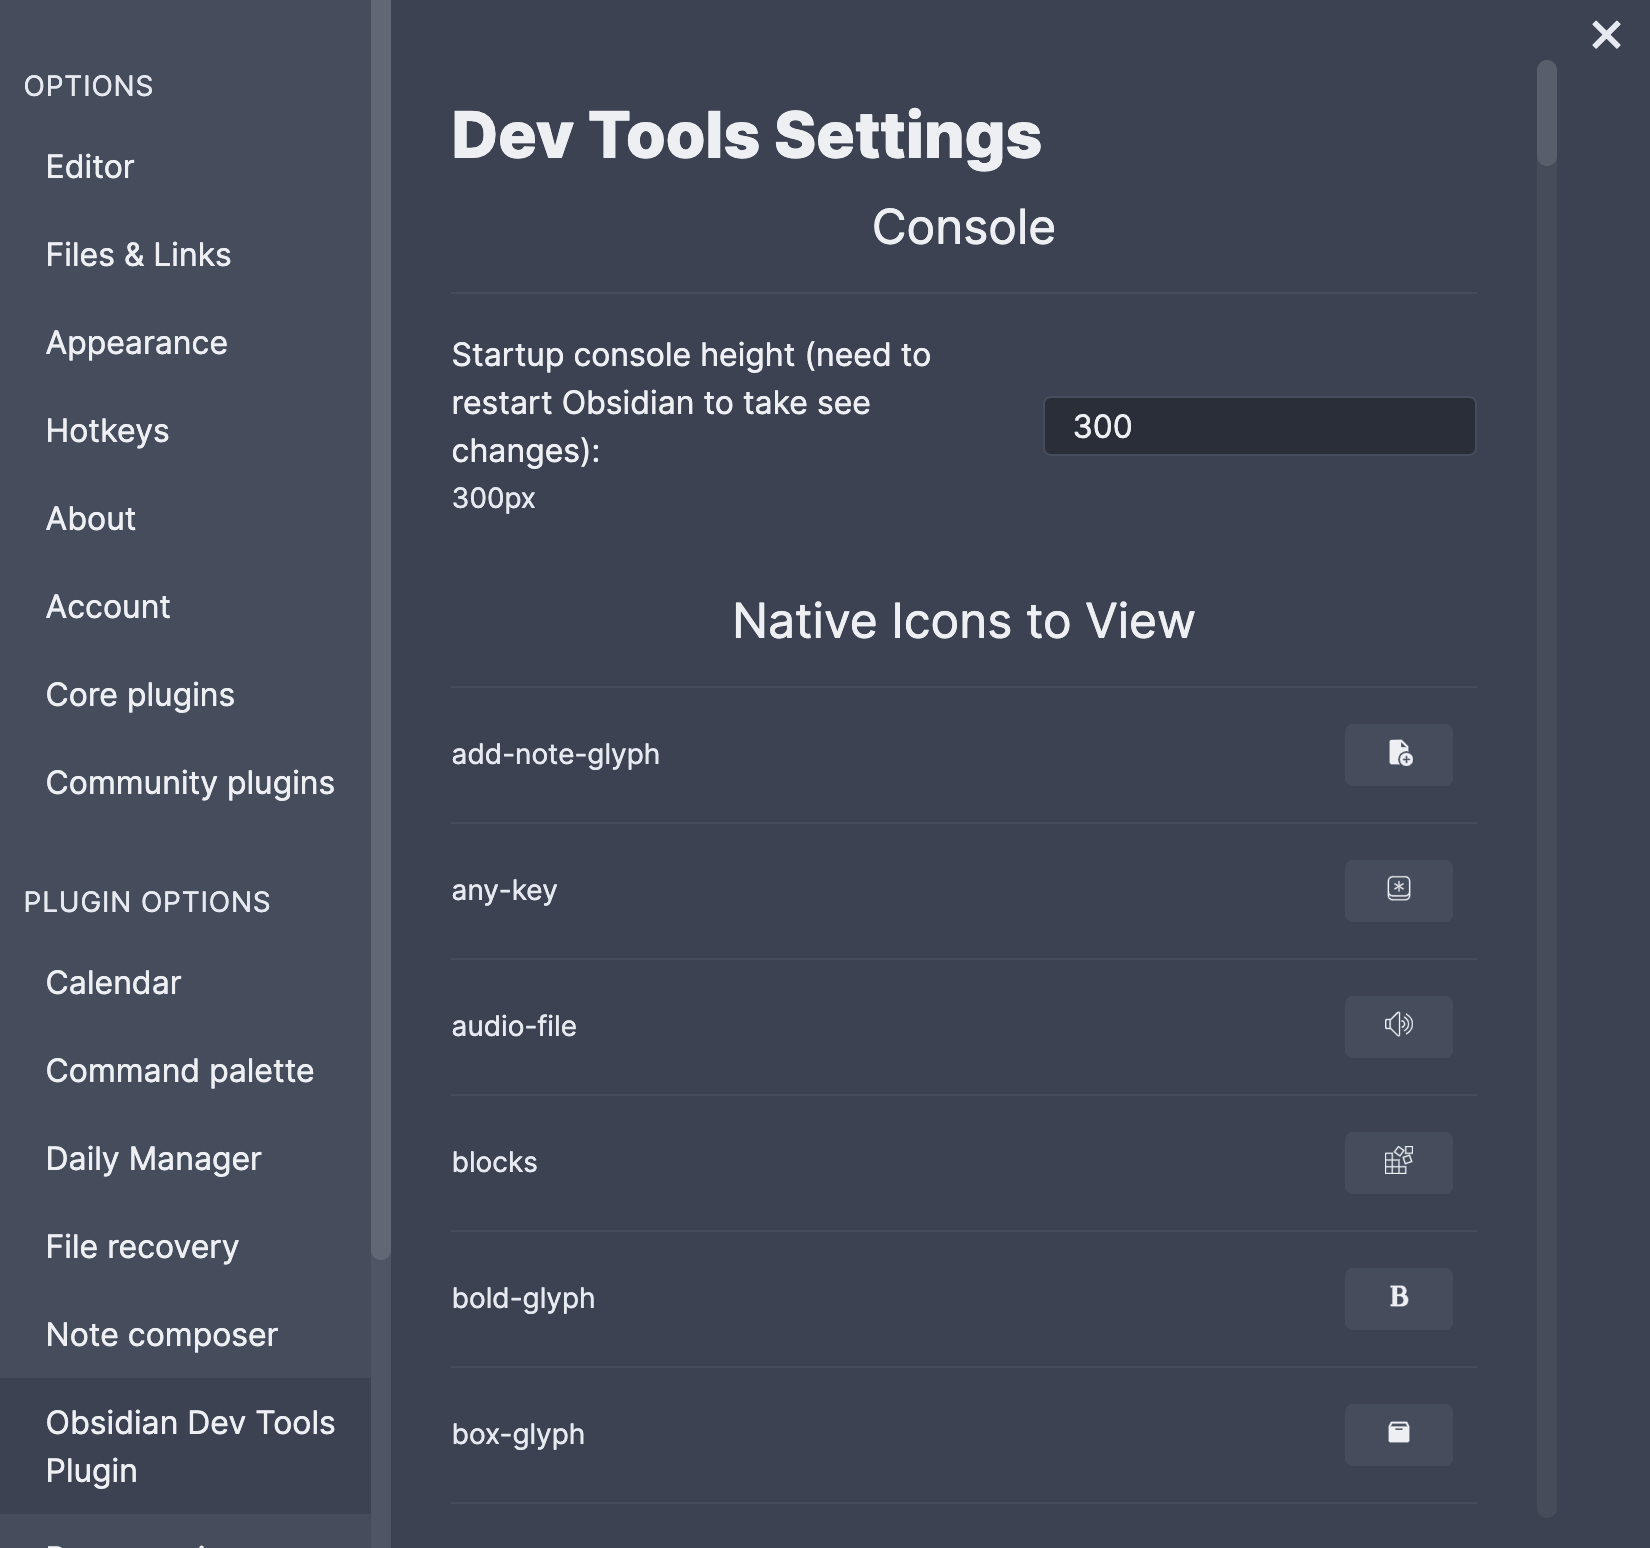 OPTIONS
Editor
Files & Links
Appearance
Hotkeys
About
Account
Core plugins
Community plugins
PLUGIN OPTIONS
Calendar
Command palette
Daily Manager
File recovery
Note composer
Obsidian Dev Tools
Plugin
Dev Tools Settings
Console
Startup console height (need to
restart Obsidian to take see
changes):
300px
300
Native Icons to View
add-note-glyph
any-key
audio-file
blocks
bold-glyph
B
box-glyph